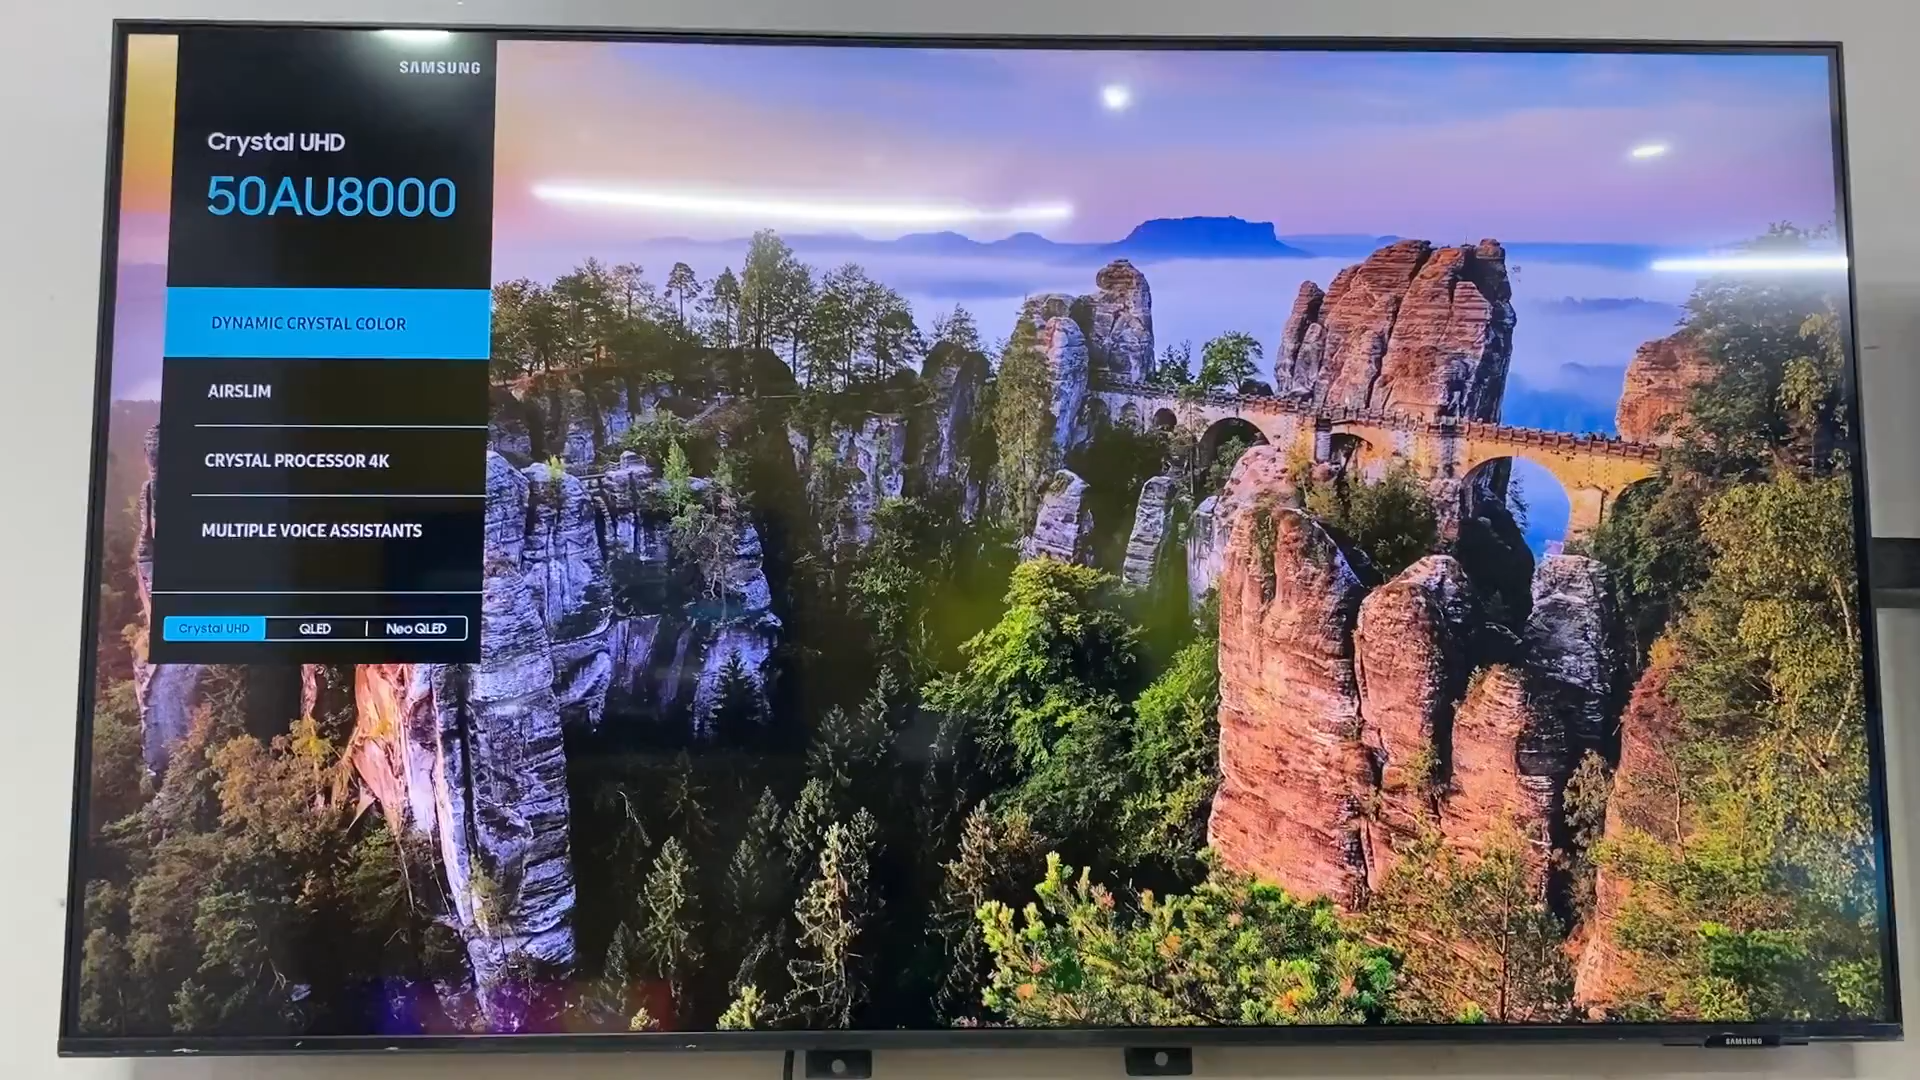 SAMSUNG
Crystal UHD
50AU8000
DYNAMIC CRYSTAL COLOR
AIRSLIM
CRYSTAL PROCESSOR 4K
MULTIPLE VOICE ASSISTANTS
Crystal UHD QLED Neo QLED
SAMSUNG